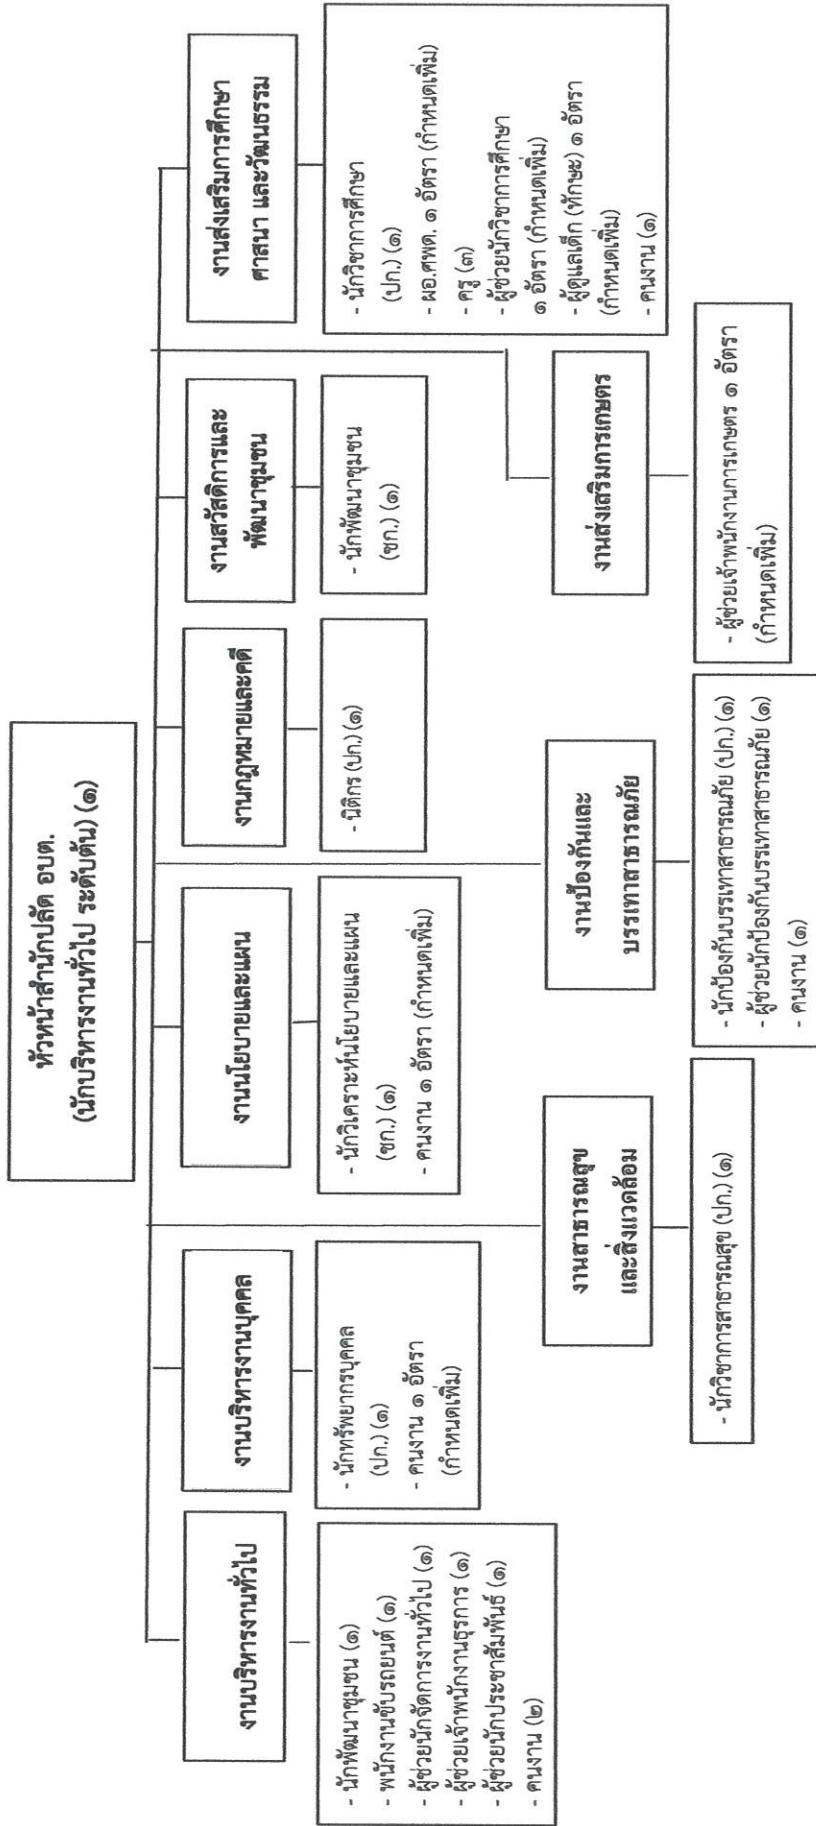 หัวหน้าสำนักปลัด อบต.
(นักบริหารงานทั่วไป ระดับต้น) (๑)
งานบริหารงานทั่วไป
- นักพัฒนาชุมชน (๑)
- พนักงานขับรถยนต์ (๑)
- ผู้ช่วยนักจัดการงานทั่วไป (๑)
- ผู้ช่วยเจ้าพนักงานธุรการ (๑)
- ผู้ช่วยนักประชาสัมพันธ์ (๑)
- คนงาน (๒)
งานบริหารงานบุคคล
- นักทรัพยากรบุคคล
(ปก.) (๑)
- คนงาน ๑ อัตรา
(กำหนดเพิ่ม)
งานนโยบายและแผน
- นักวิเคราะห์นโยบายและแผน
(ชก.) (๑)
- คนงาน ๑ อัตรา (กำหนดเพิ่ม)
งานกฎหมายและคดี
- นิติกร (ปก.) (๑)
งานสวัสดิการและ
พัฒนาชุมชน
- นักพัฒนาชุมชน
(ชก.) (๑)
งานส่งเสริมการศึกษา
ศาสนา และวัฒนธรรม
- นักวิชาการศึกษา
(ปก.) (๑)
- ผอ.ศพด. ๑ อัตรา (กำหนดเพิ่ม)
- ครู (๓)
- ผู้ช่วยนักวิชาการศึกษา
๑ อัตรา (กำหนดเพิ่ม)
- ผู้ดูแลเด็ก (ทักษะ) ๑ อัตรา
(กำหนดเพิ่ม)
- คนงาน (๑)
งานสาธารณสุข
และสิ่งแวดล้อม
- นักวิชาการสาธารณสุข (ปก.) (๑)
งานป้องกันและ
บรรเทาสาธารณภัย
- นักป้องกันบรรเทาสาธารณภัย (ปก.) (๑)
- ผู้ช่วยนักป้องกันบรรเทาสาธารณภัย (๑)
- คนงาน (๑)
งานส่งเสริมการเกษตร
- ผู้ช่วยเจ้าพนักงานการเกษตร ๑ อัตรา
(กำหนดเพิ่ม)